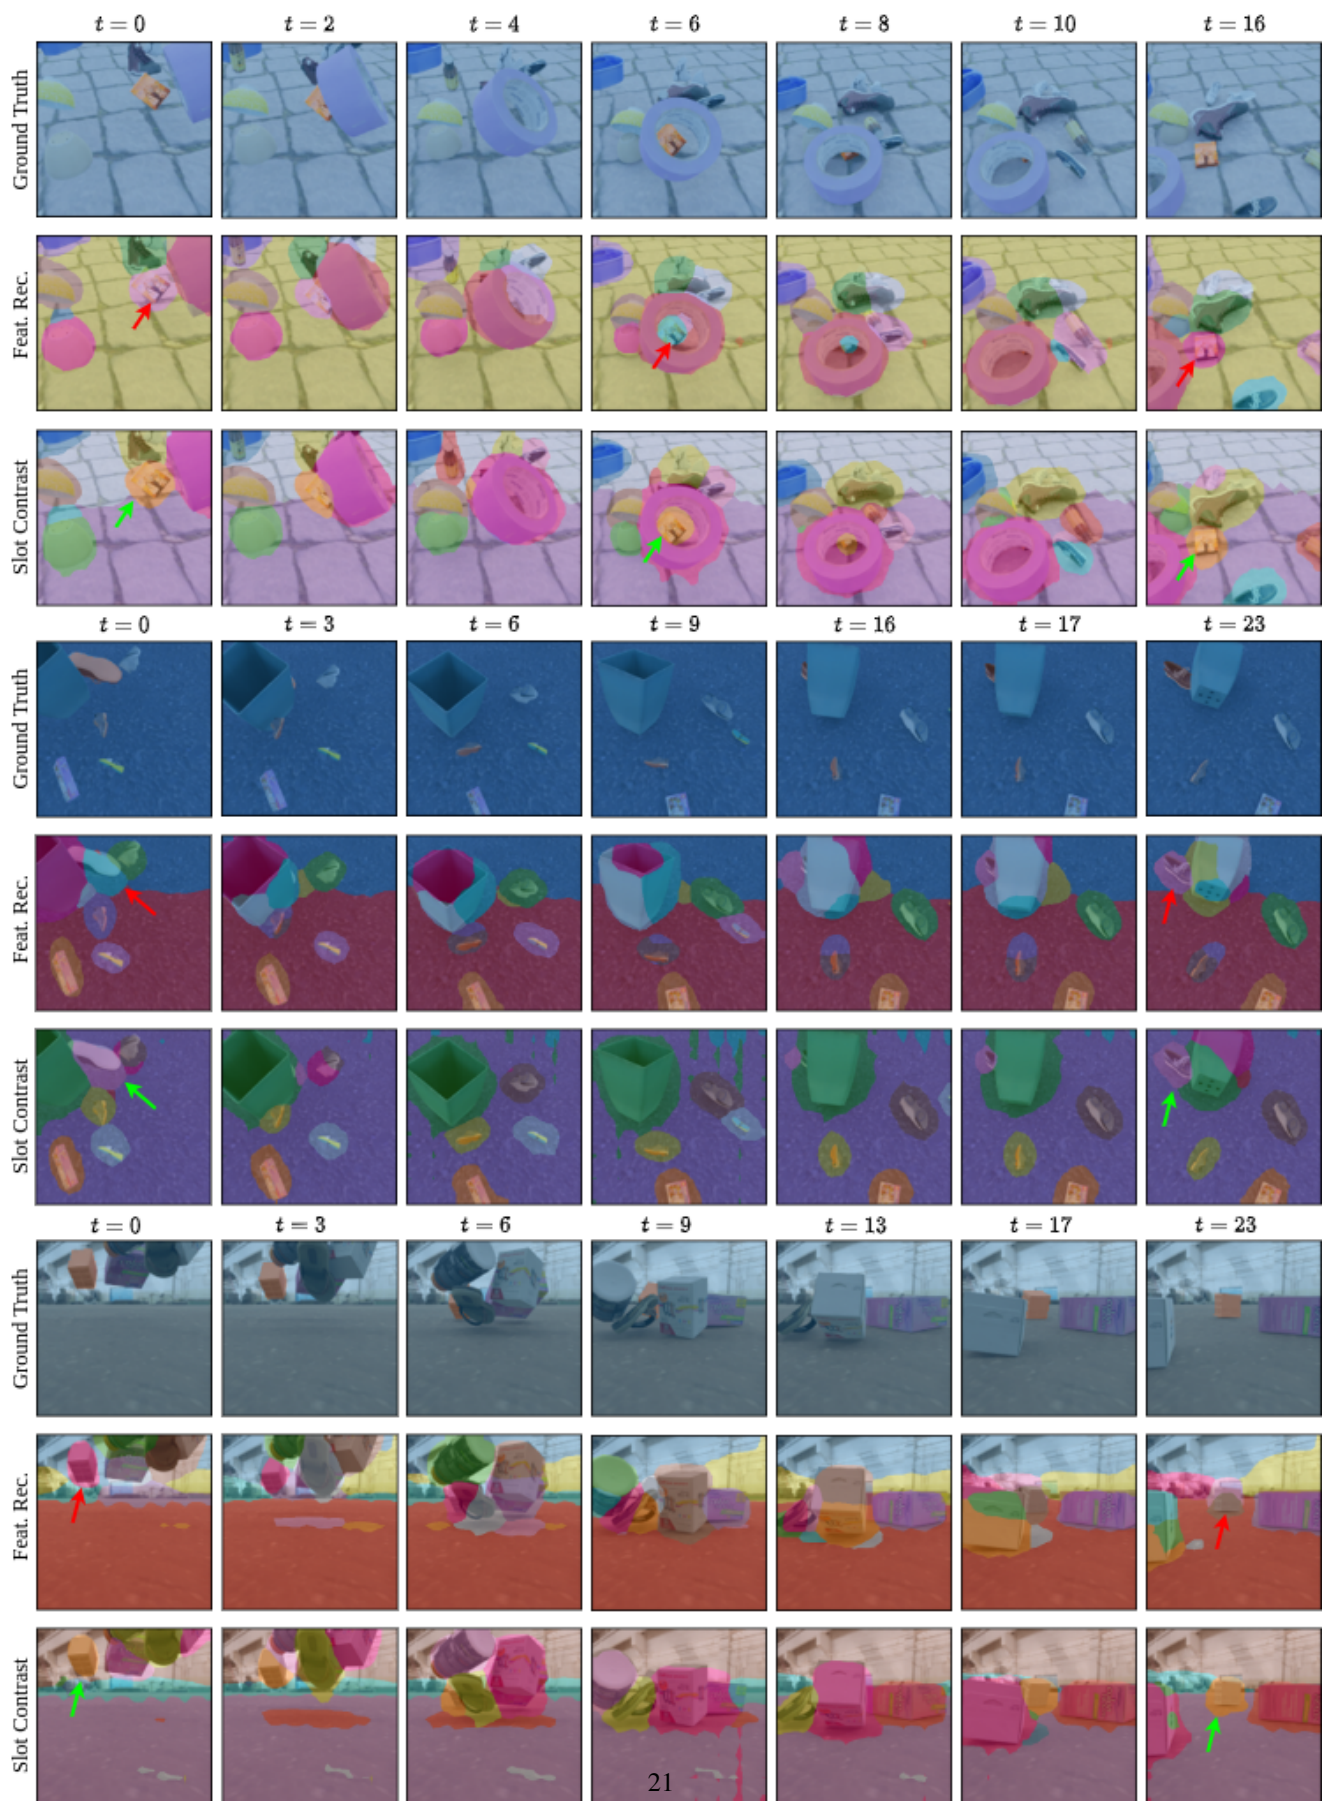 t = 0 t = 2 t = 4 t = 6 t = 8 t = 10 t = 16
Ground Truth
Feat. Rec.
Slot Contrast
t = 0 t = 3 t = 6 t = 9 t = 16 t = 17 t = 23
Ground Truth
Feat. Rec.
Slot Contrast
t = 0 t = 3 t = 6 t = 9 t = 13 t = 17 t = 23
Ground Truth
Feat. Rec.
Slot Contrast
21